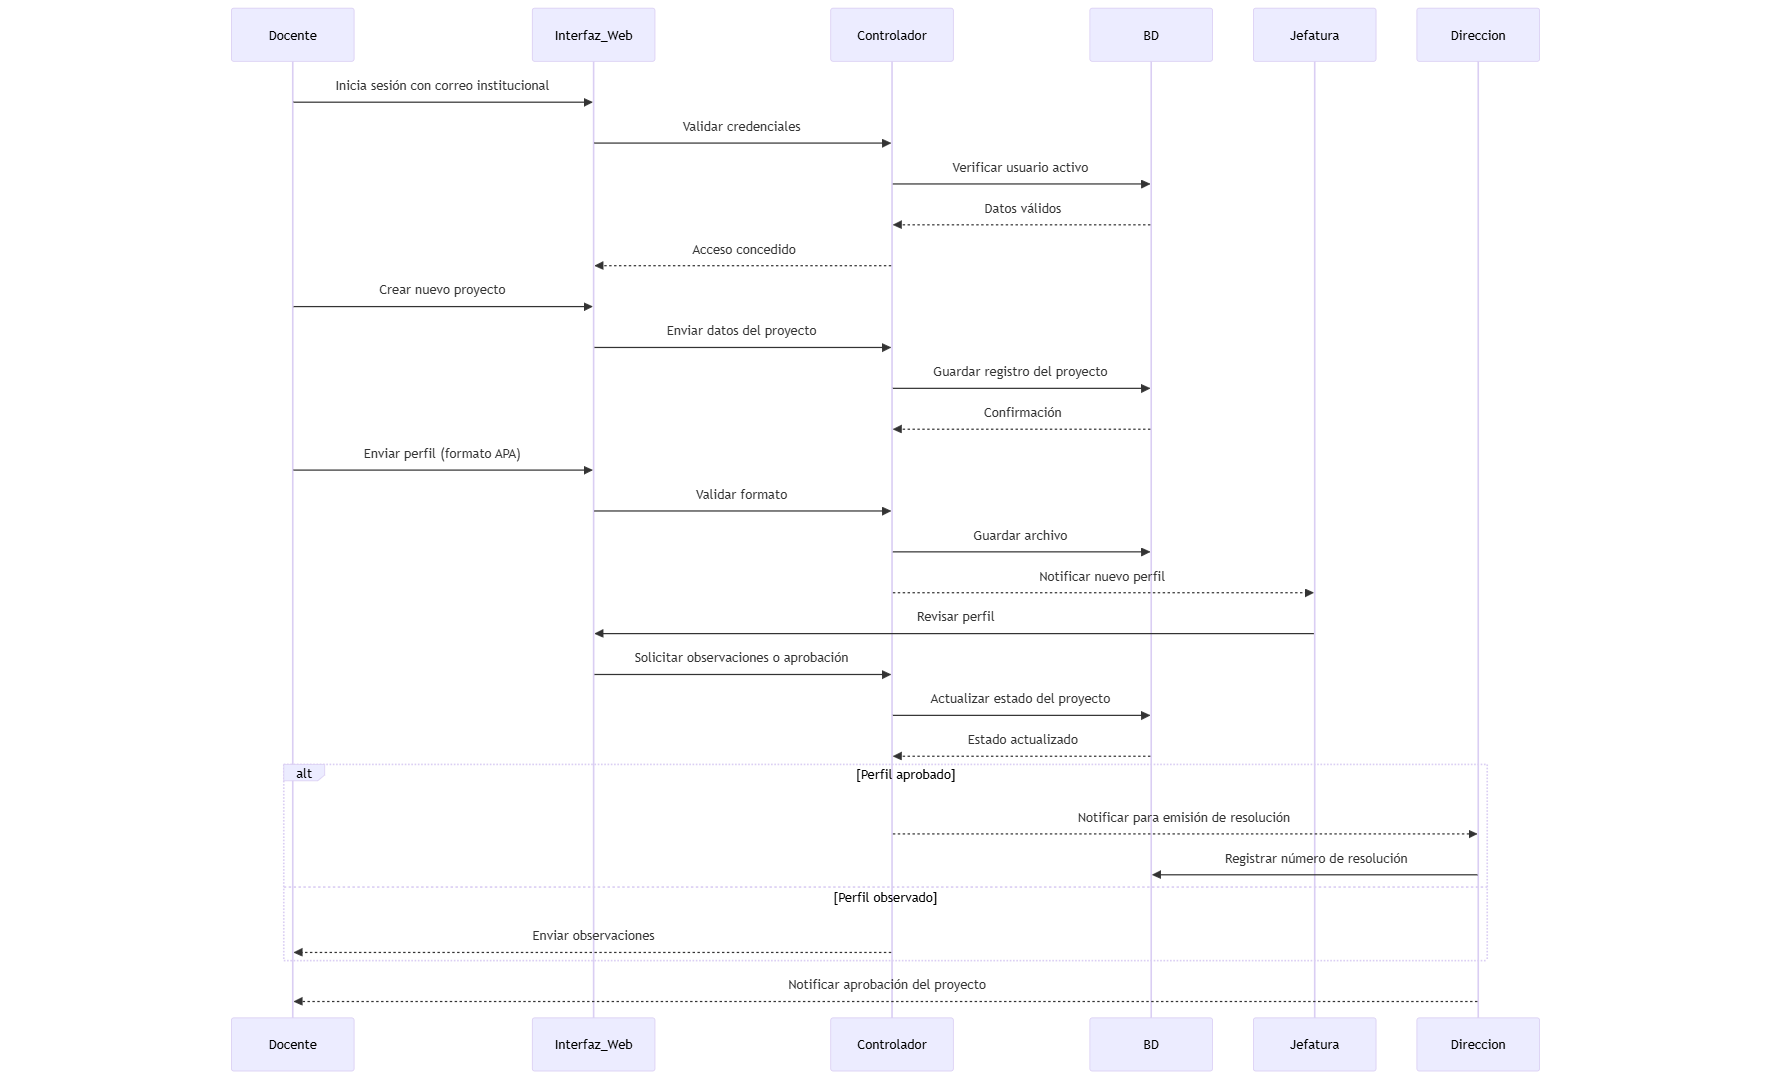 Docente
Interfaz_Web
Controlador
BD
Jefatura
Direccion
Inicia sesión con correo institucional
Validar credenciales
Verificar usuario activo
Datos válidos
Acceso concedido
Crear nuevo proyecto
Enviar datos del proyecto
Guardar registro del proyecto
Confirmación
Enviar perfil (formato APA)
Validar formato
Guardar archivo
Notificar nuevo perfil
Revisar perfil
Solicitar observaciones o aprobación
Actualizar estado del proyecto
Estado actualizado
alt
[Perfil aprobado]
Notificar para emisión de resolución
Registrar número de resolución
[Perfil observado]
Enviar observaciones
Notificar aprobación del proyecto
Docente
Interfaz_Web
Controlador
BD
Jefatura
Direccion